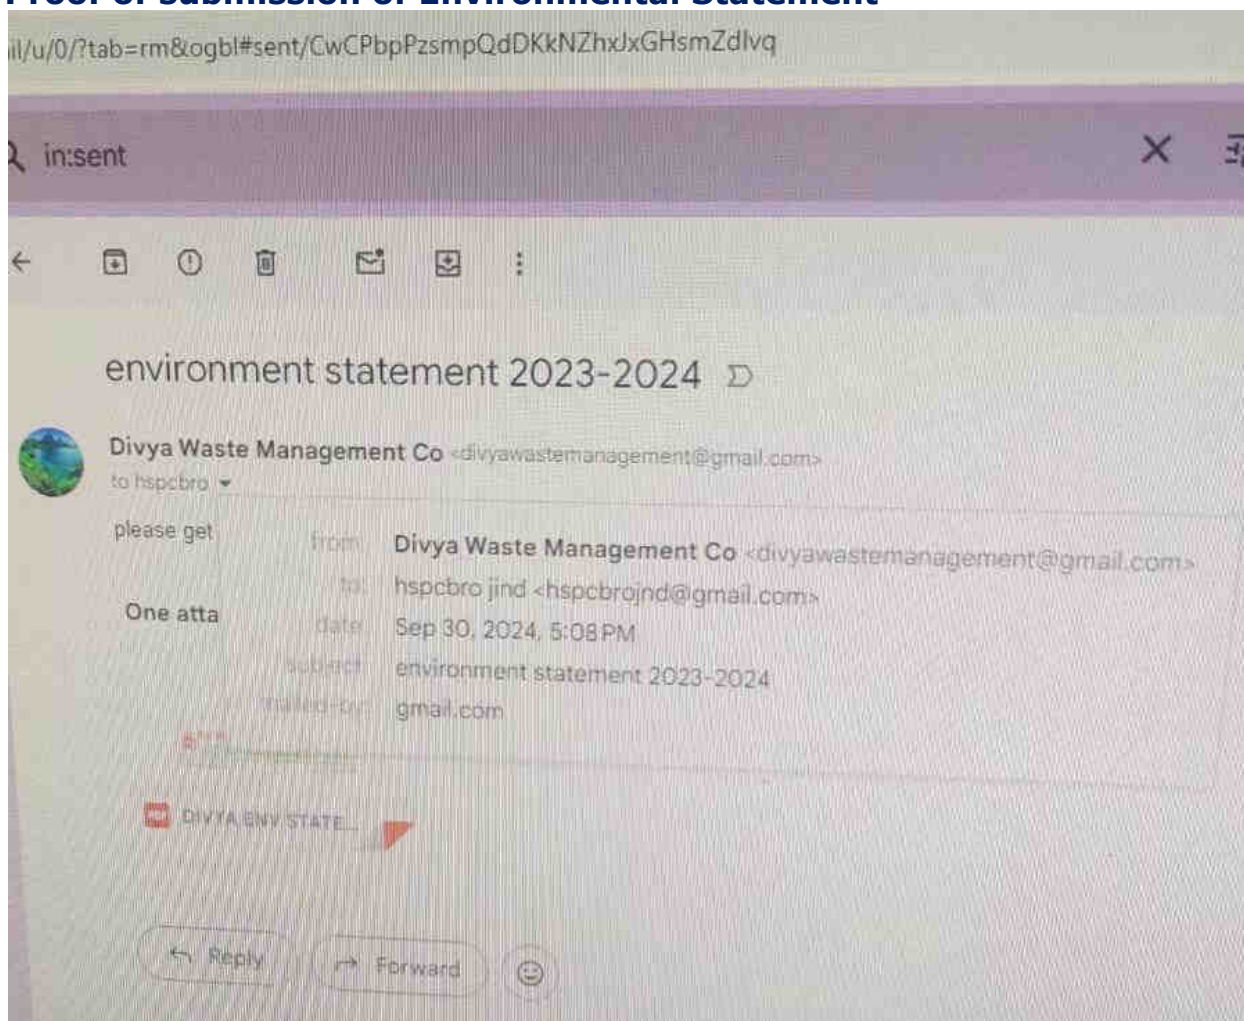 Proof of Submission of Environmental Statement
il/u/0/?tab=rm&ogbl#sent/CwCPbpPzsmpQdDKkNZhxJxGHsmZdlvq
in:sent
environment statement 2023-2024
Divya Waste Management Co <divyawastemanagement@gmail.com>
to hspcbro
please get
from: Divya Waste Management Co <divyawastemanagement@gmail.com>
to: hspcbro jind <hspcbrojnd@gmail.com>
One atta
date: Sep 30, 2024, 5:08 PM
subject: environment statement 2023-2024
mailed-by: gmail.com
DIVYA ENV STATE...
Reply
Forward